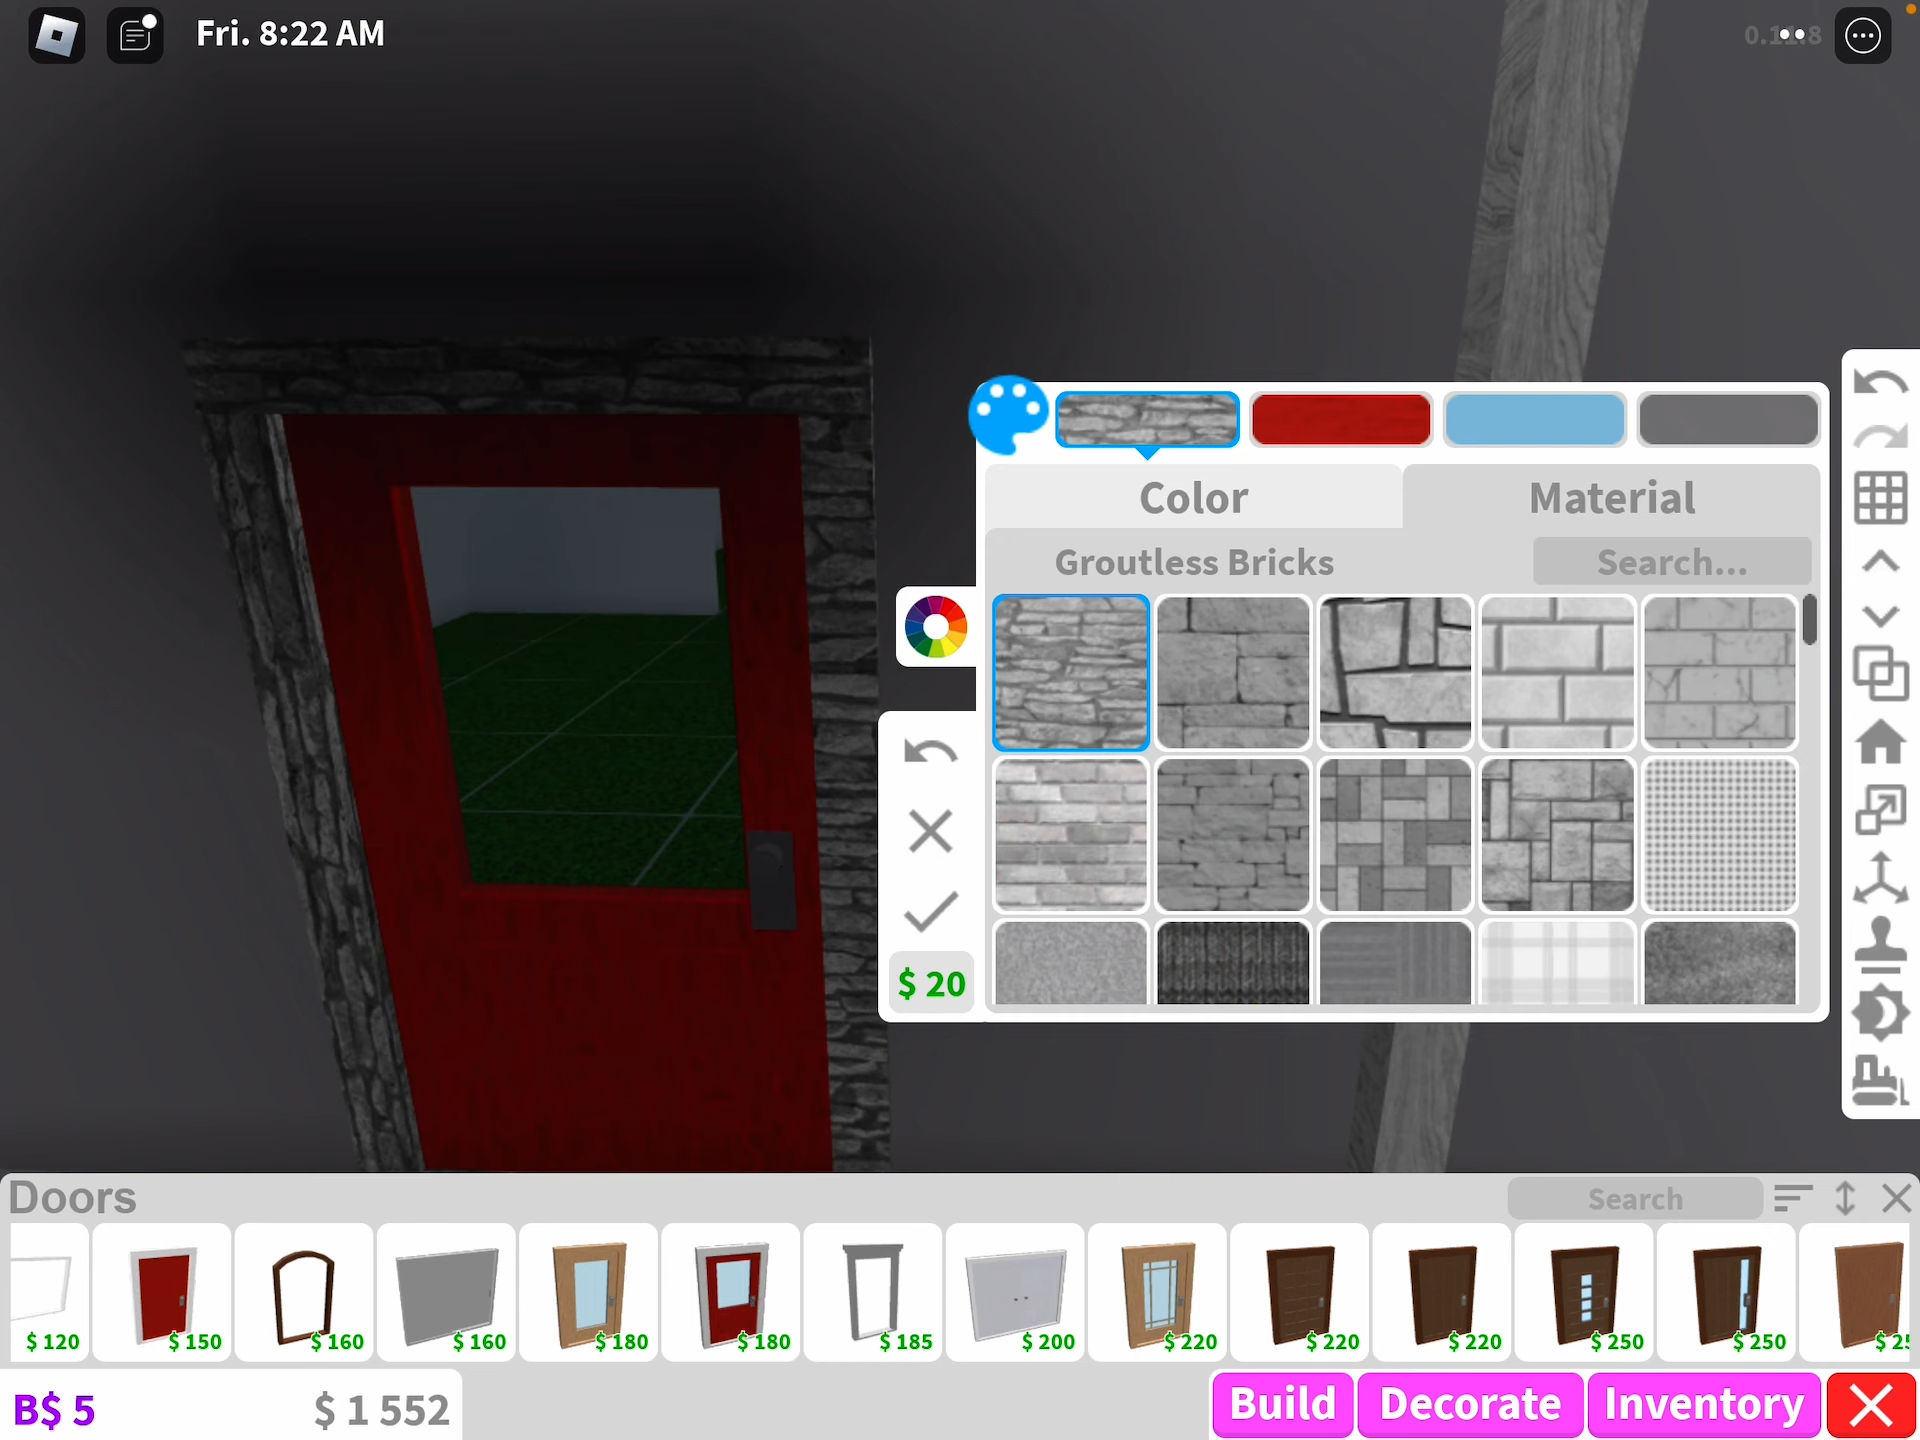 Fri. 8:22 AM
Color
Material
Groutless Bricks
Search...
$ 20
Doors
Search
$ 120
$ 150
$ 160
$ 160
$ 180
$ 180
$ 185
$ 200
$ 220
$ 220
$ 220
$ 250
$ 250
B$ 5
$ 1 552
Build
Decorate
Inventory